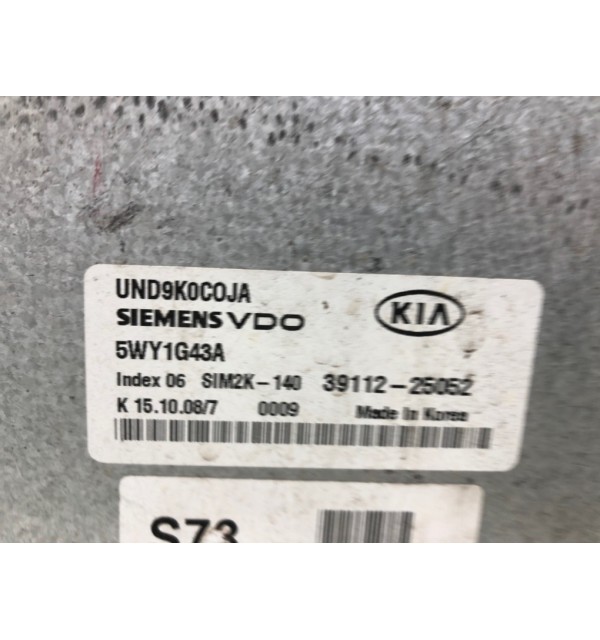 UND9K0C0JA
SIEMENS VDO
KIA
5WY1G43A
Index 06 SIM2K-140 39112-25052
K 15.10.08/7 0009 Made In Korea
S73